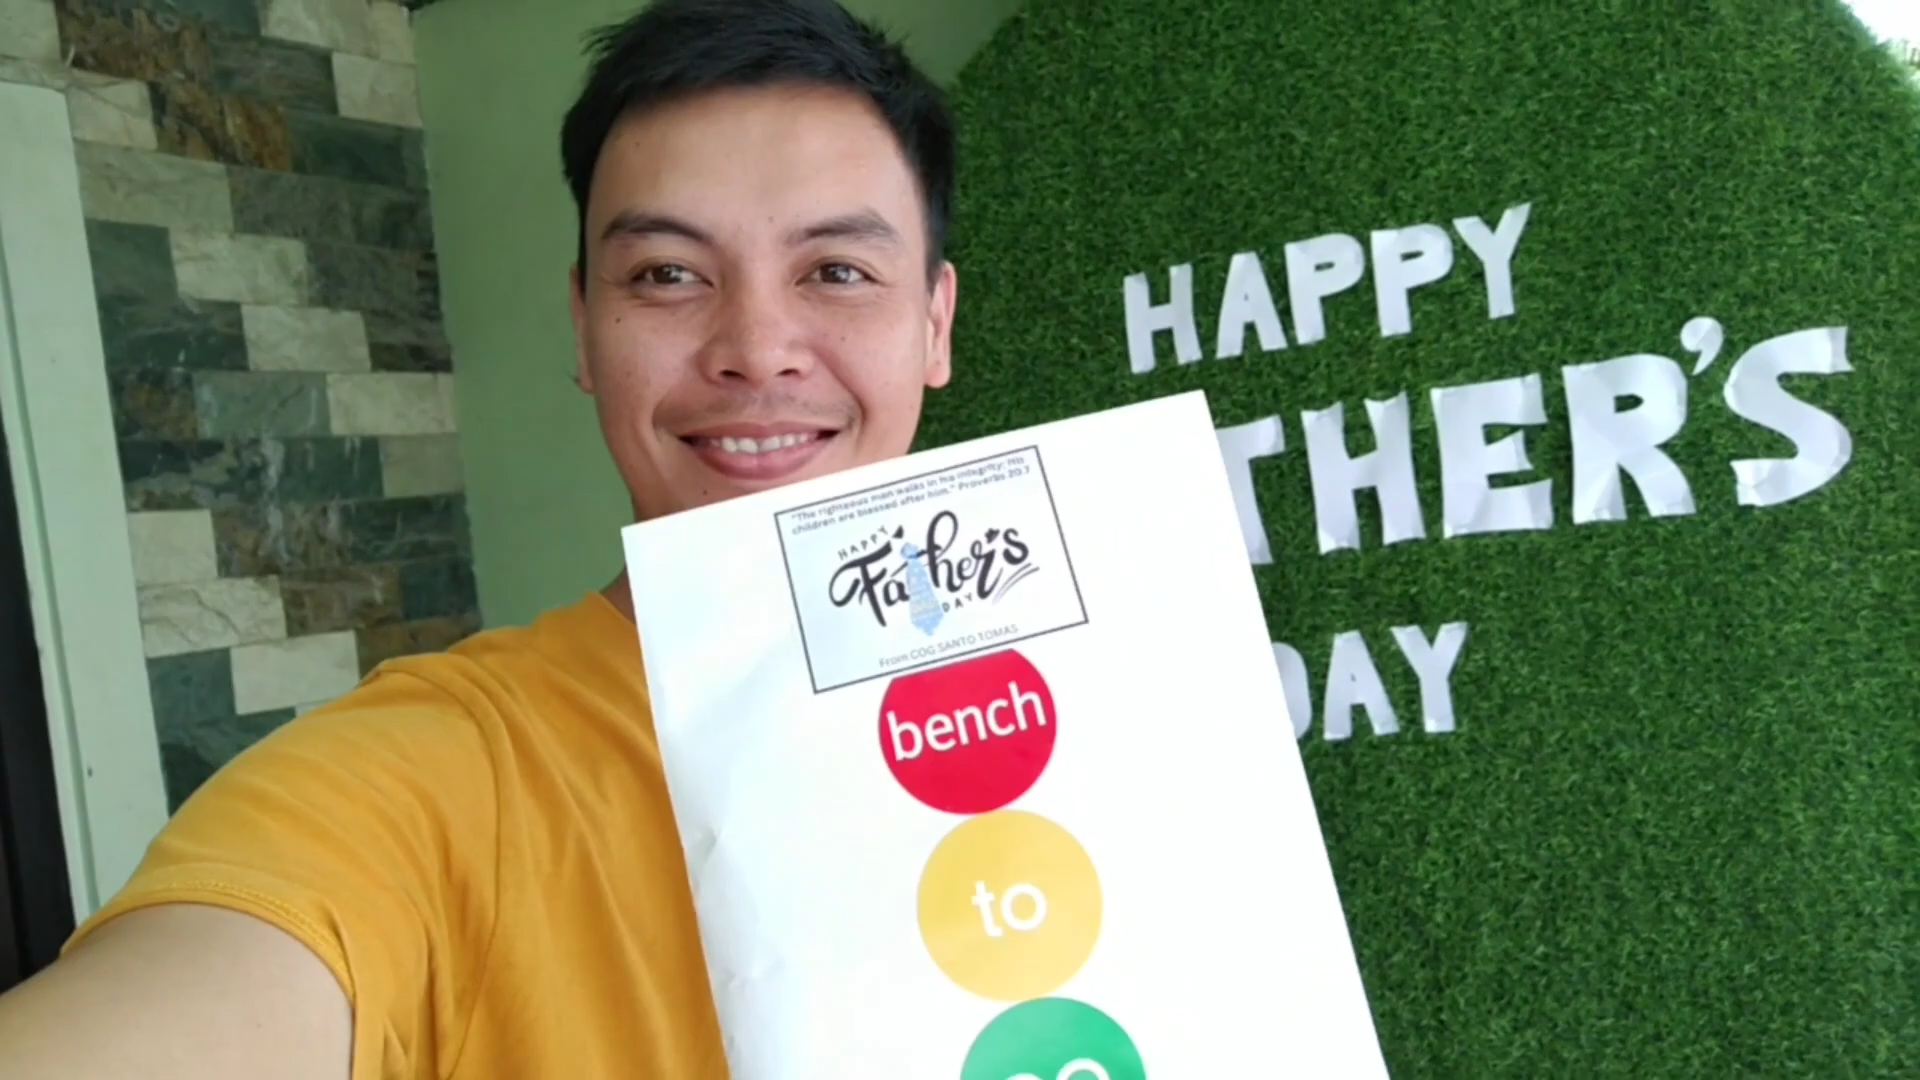 HAPPY
THER'S
DAY
"The righteous man walks in his integrity; His
children are blessed after him." Proverbs 20:7
HAPPY
Father's
DAY
From COG SANTO TOMAS
bench
to